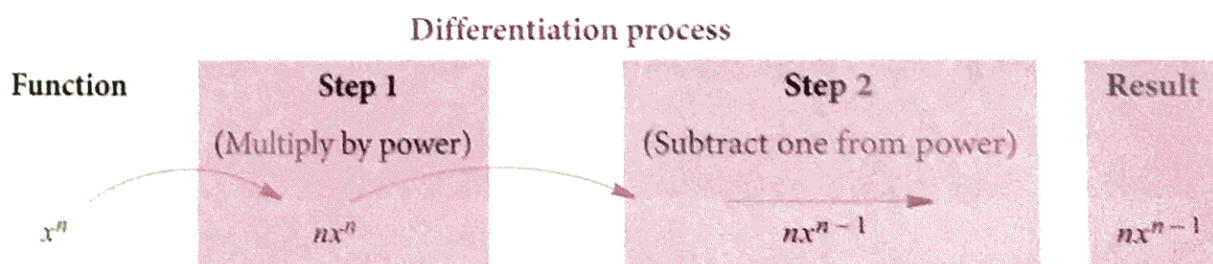 Differentiation process
Function Step 1 Step 2 Result
(Multiply by power) (Subtract one from power)
xⁿ nxⁿ nxⁿ⁻¹ nxⁿ⁻¹